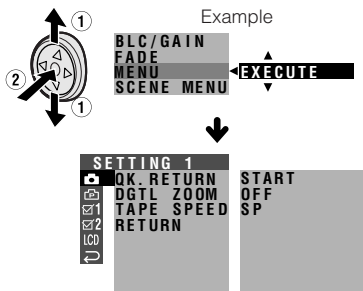 Example
1
2
1
BLC/GAIN
FADE
MENU EXECUTE
SCENE MENU
SETTING 1
QK. RETURN START
DGTL ZOOM OFF
1 TAPE SPEED SP
2 RETURN
LCD